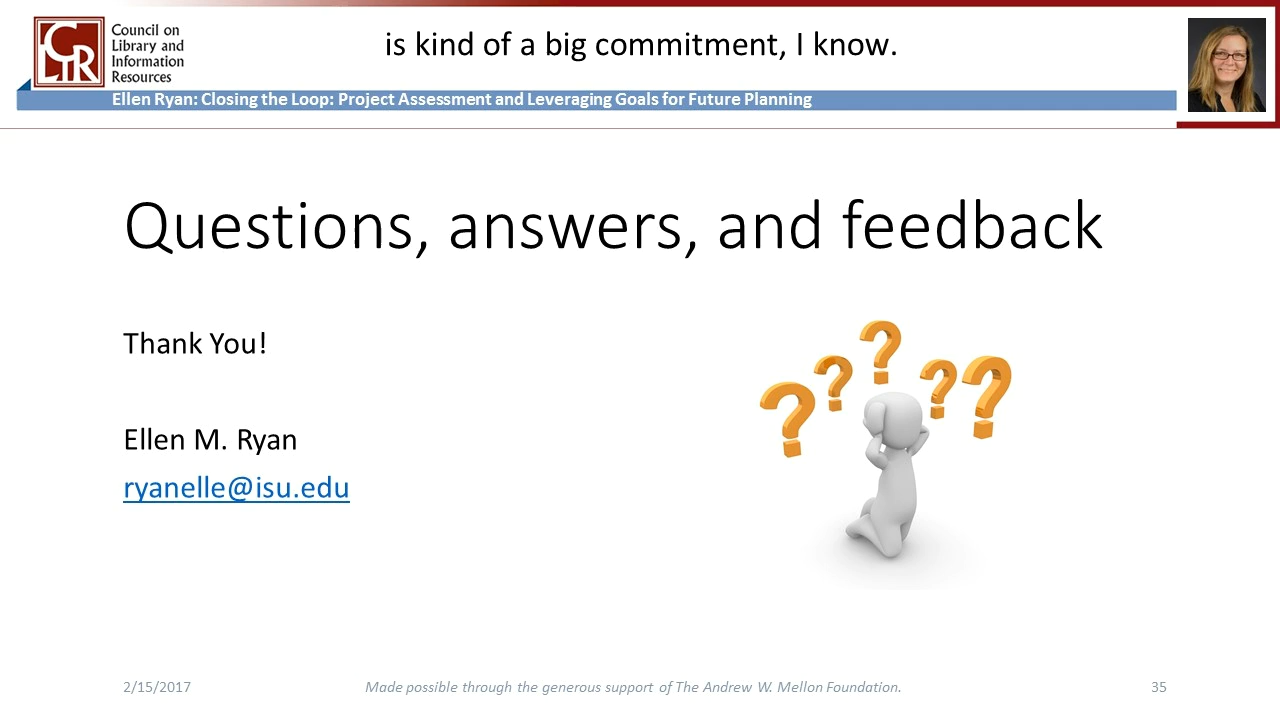 CLIR
Council on
Library and
Information
Resources
is kind of a big commitment, I know.
Ellen Ryan: Closing the Loop: Project Assessment and Leveraging Goals for Future Planning
Questions, answers, and feedback
Thank You!
? ? ? ? ?
Ellen M. Ryan
ryanelle@isu.edu
2/15/2017
Made possible through the generous support of The Andrew W. Mellon Foundation.
35